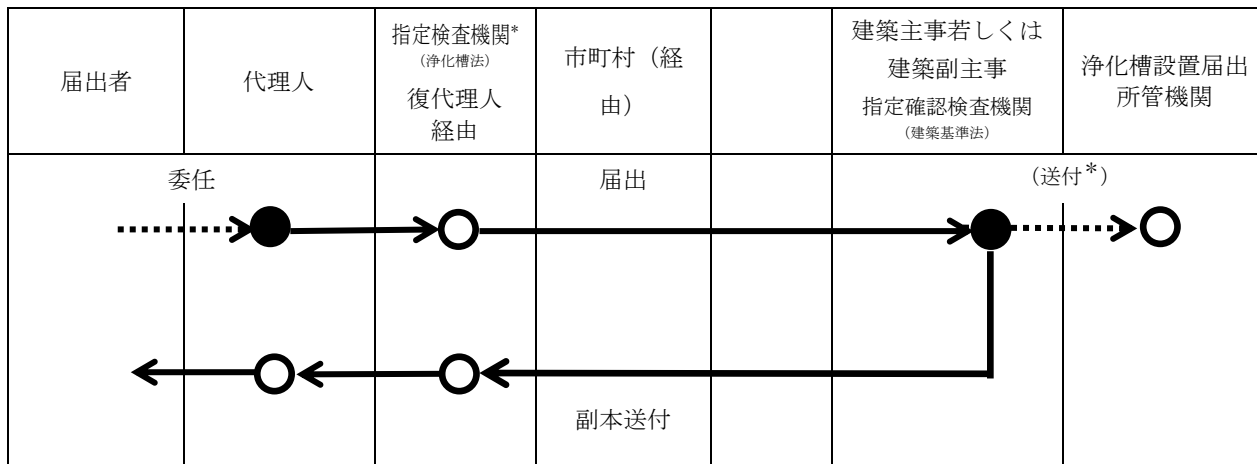 届出者
代理人
指定検査機関*
（浄化槽法）
復代理人
経由
市町村（経
由）
建築主事若しくは
建築副主事
指定確認検査機関
（建築基準法）
浄化槽設置届出
所管機関
委任
届出
（送付*）
副本送付